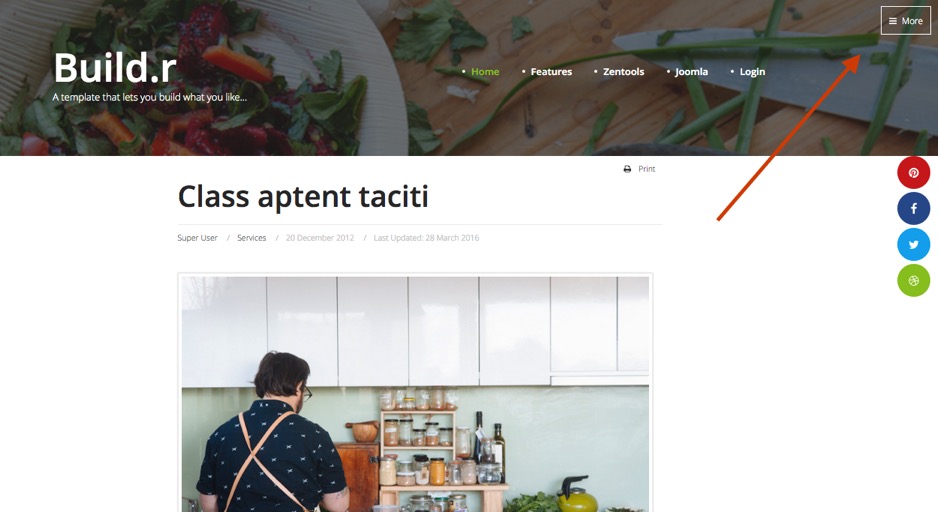 More
Build.r
A template that lets you build what you like...
• Home • Features • Zentools • Joomla • Login
Print
Class aptent taciti
Super User / Services / 20 December 2012 / Last Updated: 28 March 2016